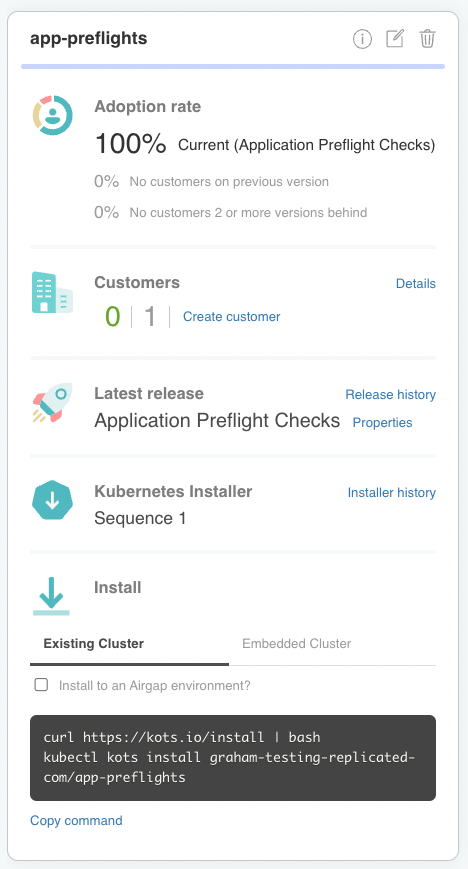 app-preflights
Adoption rate
100% Current (Application Preflight Checks)
0% No customers on previous version
0% No customers 2 or more versions behind
Customers Details
0 | 1 | Create customer
Latest release Release history
Application Preflight Checks Properties
Kubernetes Installer Installer history
Sequence 1
Install
Existing Cluster Embedded Cluster
Install to an Airgap environment?
curl https://kots.io/install | bash
kubectl kots install graham-testing-replicated-
com/app-preflights
Copy command